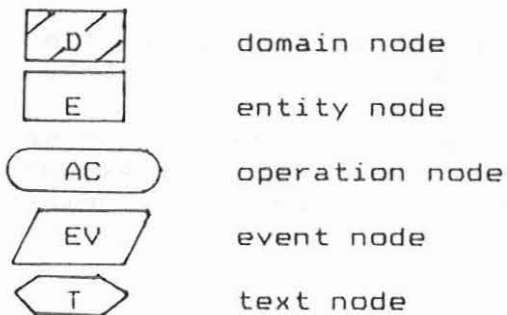 D domain node
E entity node
AC operation node
EV event node
T text node